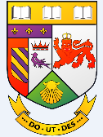 - DO - UT - DES -